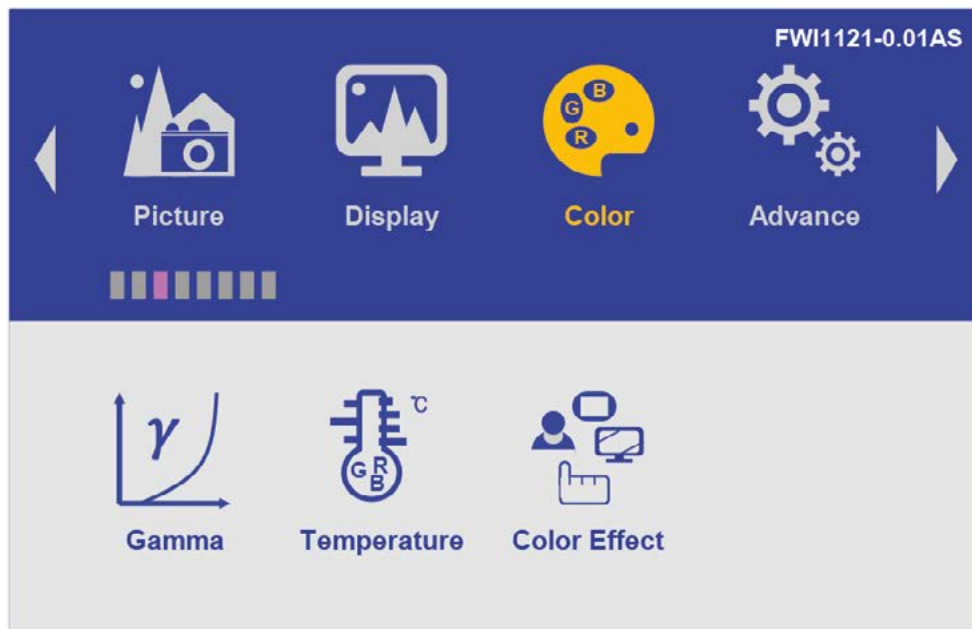 FWI1121-0.01AS
B
G
R
Picture Display Color Advance
γ
°C
G R
B
Gamma Temperature Color Effect